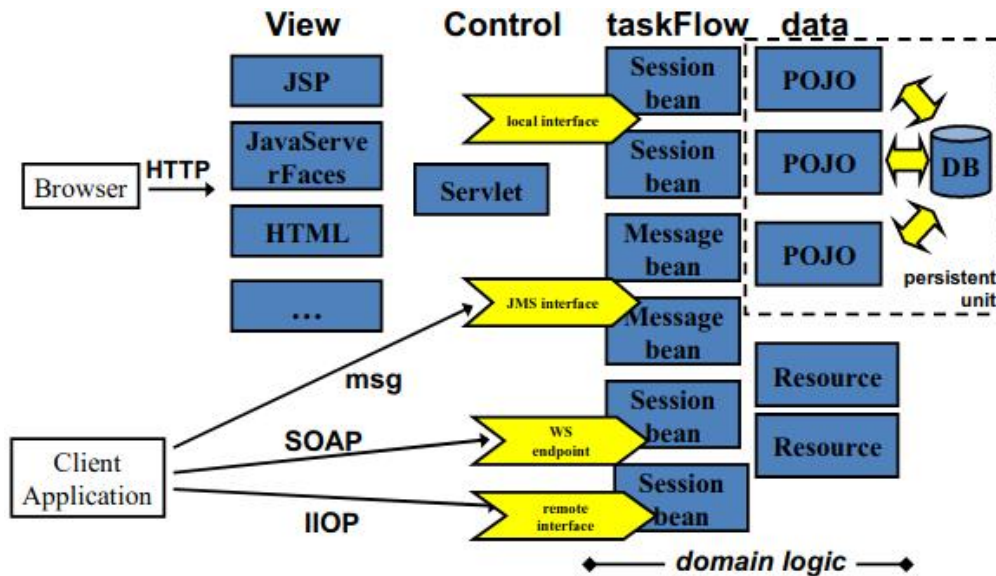 View
Control
taskFlow
data
JSP
JavaServe
rFaces
HTML
...
Browser
HTTP
local interface
Servlet
JMS interface
WS
endpoint
remote
interface
Session
bean
Session
bean
Message
bean
Message
bean
Session
bean
Session
bean
POJO
POJO
POJO
DB
persistent
unit
Resource
Resource
msg
SOAP
IIOP
Client
Application
domain logic